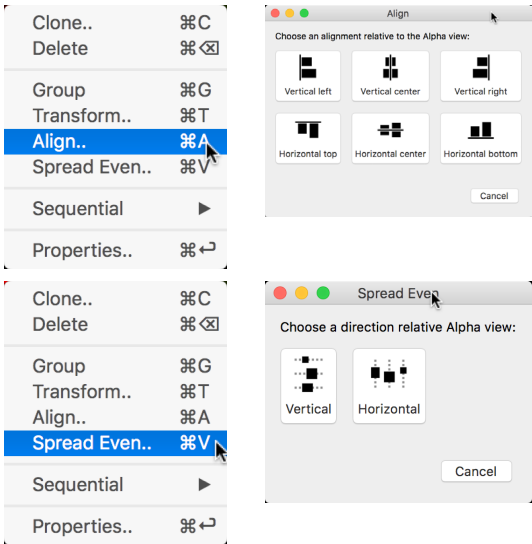 Clone.. ⌘C
Delete ⌘⌫
Group ⌘G
Transform.. ⌘T
Align.. ⌘A
Spread Even.. ⌘V
Sequential ▶
Properties.. ⌘↩
Align
Choose an alignment relative to the Alpha view:
Vertical left Vertical center Vertical right
Horizontal top Horizontal center Horizontal bottom
Cancel
Clone.. ⌘C
Delete ⌘⌫
Group ⌘G
Transform.. ⌘T
Align.. ⌘A
Spread Even.. ⌘V
Sequential ▶
Properties.. ⌘↩
Spread Even
Choose a direction relative Alpha view:
Vertical Horizontal
Cancel